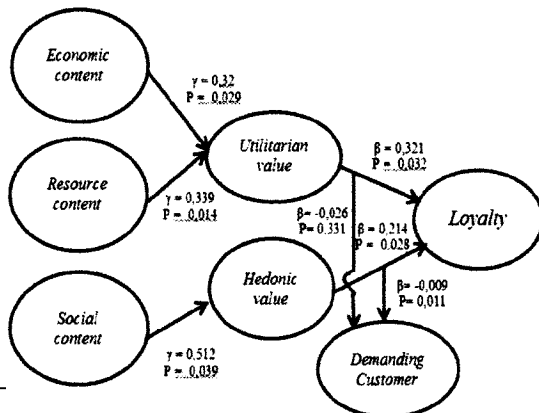 Economic
content
γ = 0,32
P = 0,029
Utilitarian
value
β = 0,321
P = 0,032
Resource
content
γ = 0,339
P = 0,014
β= -0,026
P= 0,331
β = 0,214
P = 0,028
Loyalty
Hedonic
value
β= -0,009
P= 0,011
Social
content
γ = 0,512
P = 0,039
Demanding
Customer